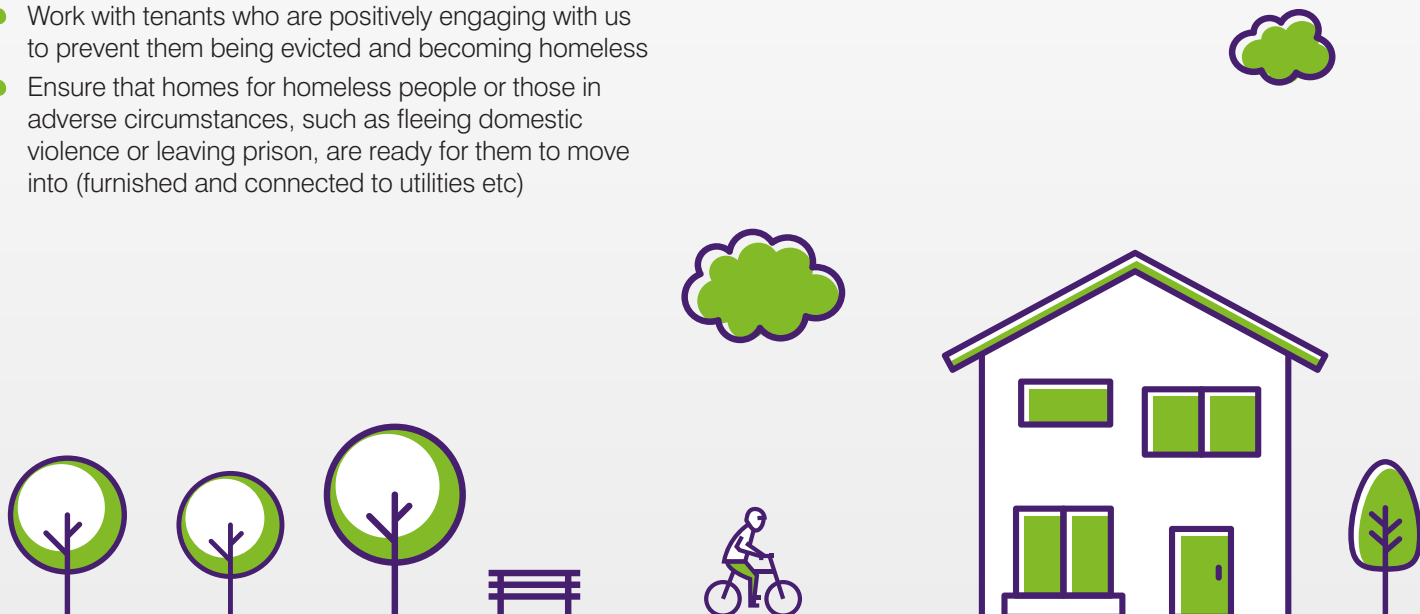 Work with tenants who are positively engaging with us
to prevent them being evicted and becoming homeless
Ensure that homes for homeless people or those in
adverse circumstances, such as fleeing domestic
violence or leaving prison, are ready for them to move
into (furnished and connected to utilities etc)